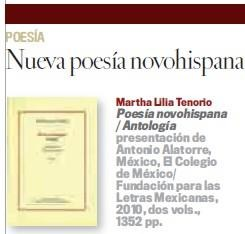 POESÍA
Nueva poesía novohispana
Martha Lilia Tenorio
Poesía novohispana
/ Antología
presentación de
Antonio Alatorre,
México, El Colegio
de México/
Fundación para las
Letras Mexicanas,
2010, dos vols.,
1352 pp.